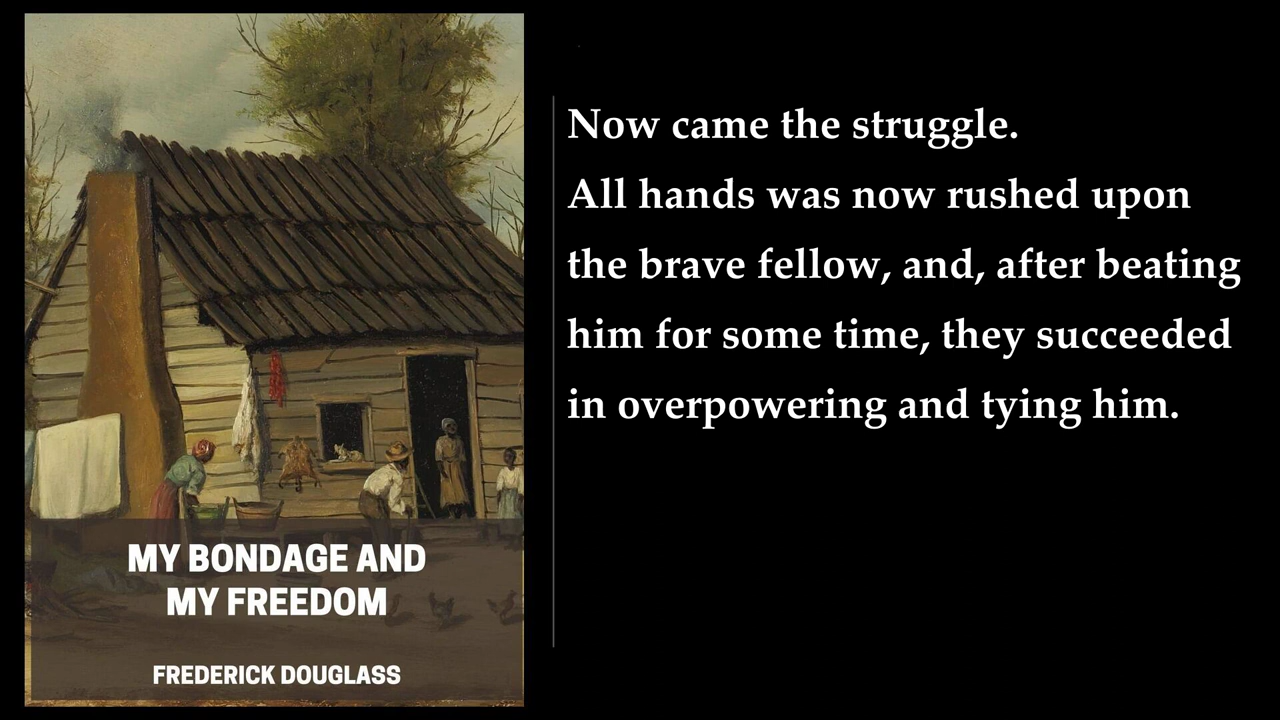 MY BONDAGE AND
MY FREEDOM
FREDERICK DOUGLASS
Now came the struggle.
All hands was now rushed upon
the brave fellow, and, after beating
him for some time, they succeeded
in overpowering and tying him.